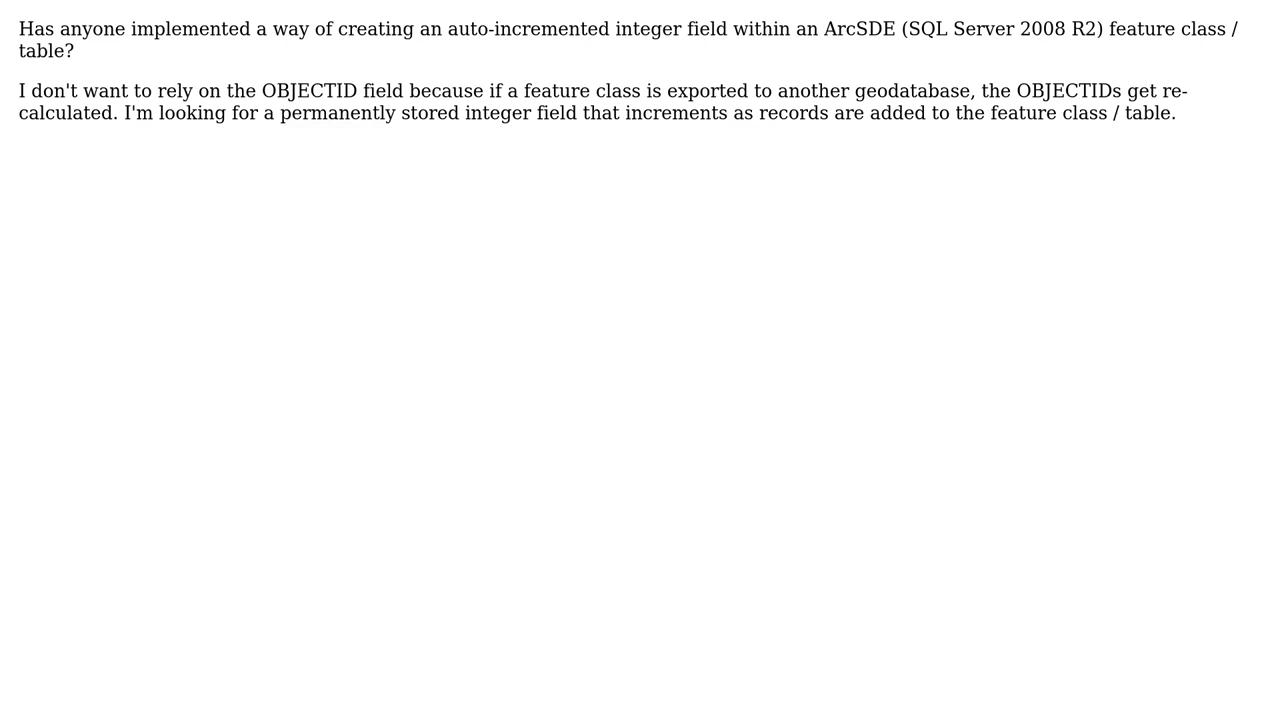 Has anyone implemented a way of creating an auto-incremented integer field within an ArcSDE (SQL Server 2008 R2) feature class /
table?
I don't want to rely on the OBJECTID field because if a feature class is exported to another geodatabase, the OBJECTIDs get re-
calculated. I'm looking for a permanently stored integer field that increments as records are added to the feature class / table.